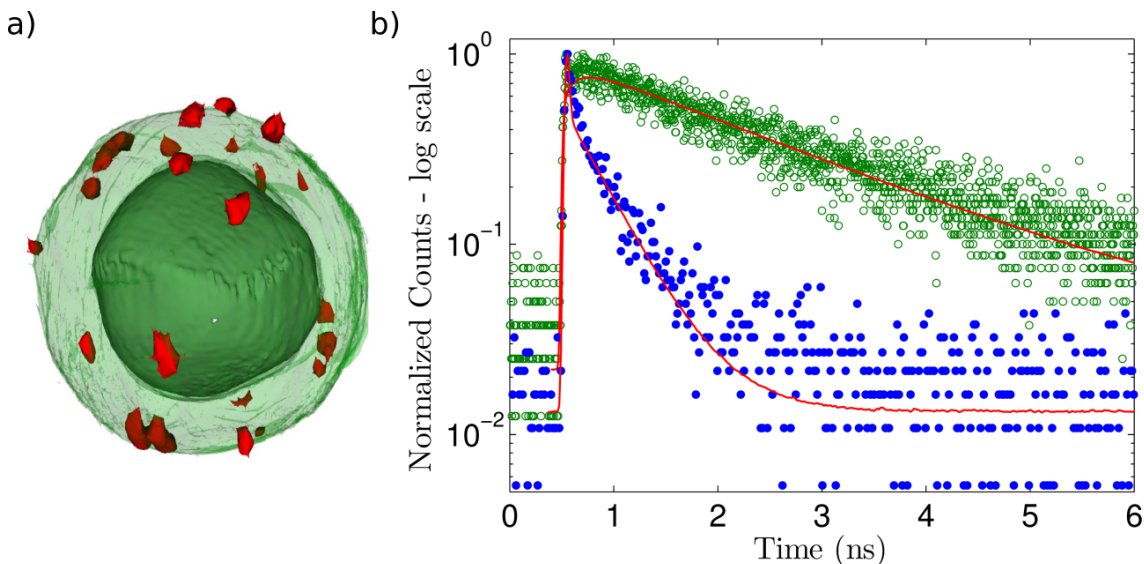 a)
b)
Normalized Counts - log scale
10^0
10^-1
10^-2
0 1 2 3 4 5 6
Time (ns)